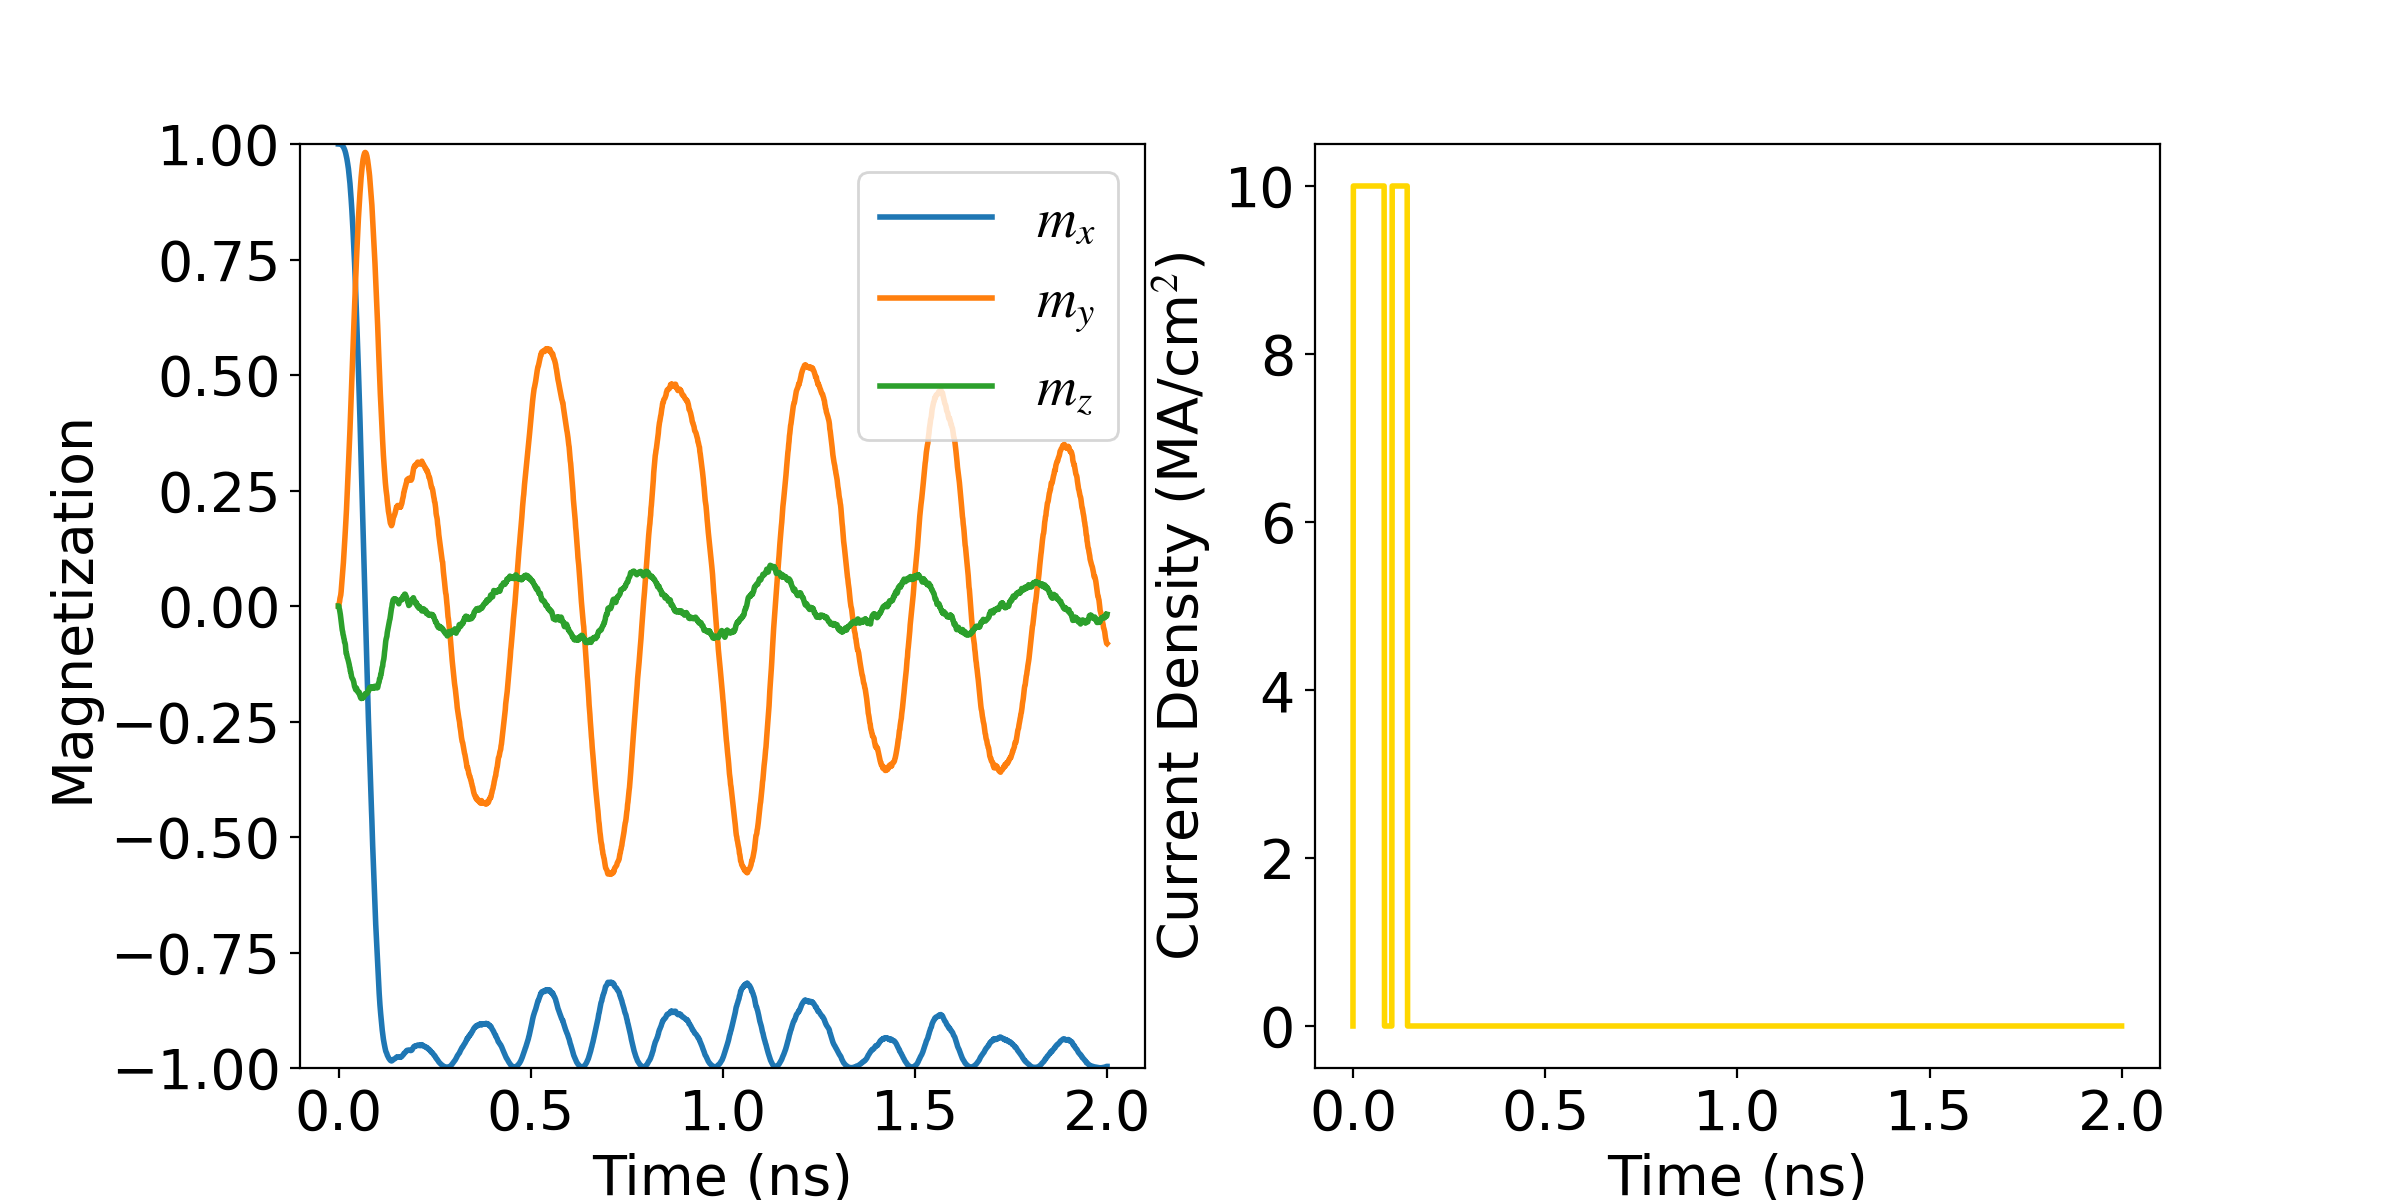 1.00
0.75
0.50
0.25
0.00
−0.25
−0.50
−0.75
−1.00
Magnetization
0.0 0.5 1.0 1.5 2.0
Time (ns)
m_x
m_y
m_z
10
8
6
4
2
0
Current Density (MA/cm²)
0.0 0.5 1.0 1.5 2.0
Time (ns)